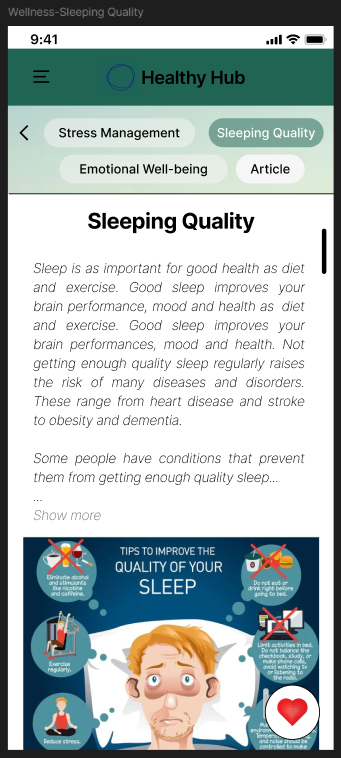 Wellness-Sleeping Quality
9:41
Healthy Hub
Stress Management
Sleeping Quality
Emotional Well-being
Article
Sleeping Quality
Sleep is as important for good health as diet
and exercise. Good sleep improves your
brain performance, mood and health as diet
and exercise. Good sleep improves your
brain performances, mood and health. Not
getting enough quality sleep regularly raises
the risk of many diseases and disorders.
These range from heart disease and stroke
to obesity and dementia.
Some people have conditions that prevent
them from getting enough quality sleep...
...
Show more
TIPS TO IMPROVE THE
QUALITY OF YOUR
SLEEP
Eliminate alcohol
and stimulants
like nicotine
and caffeine.
Do not eat or
drink right before
going to bed.
Exercise
regularly.
Limit activities in bed.
Do not balance the
checkbook, study, or
make phone calls,
avoid watching tv
or listening to
the radio.
Reduce stress.
and noise should be
controlled to make